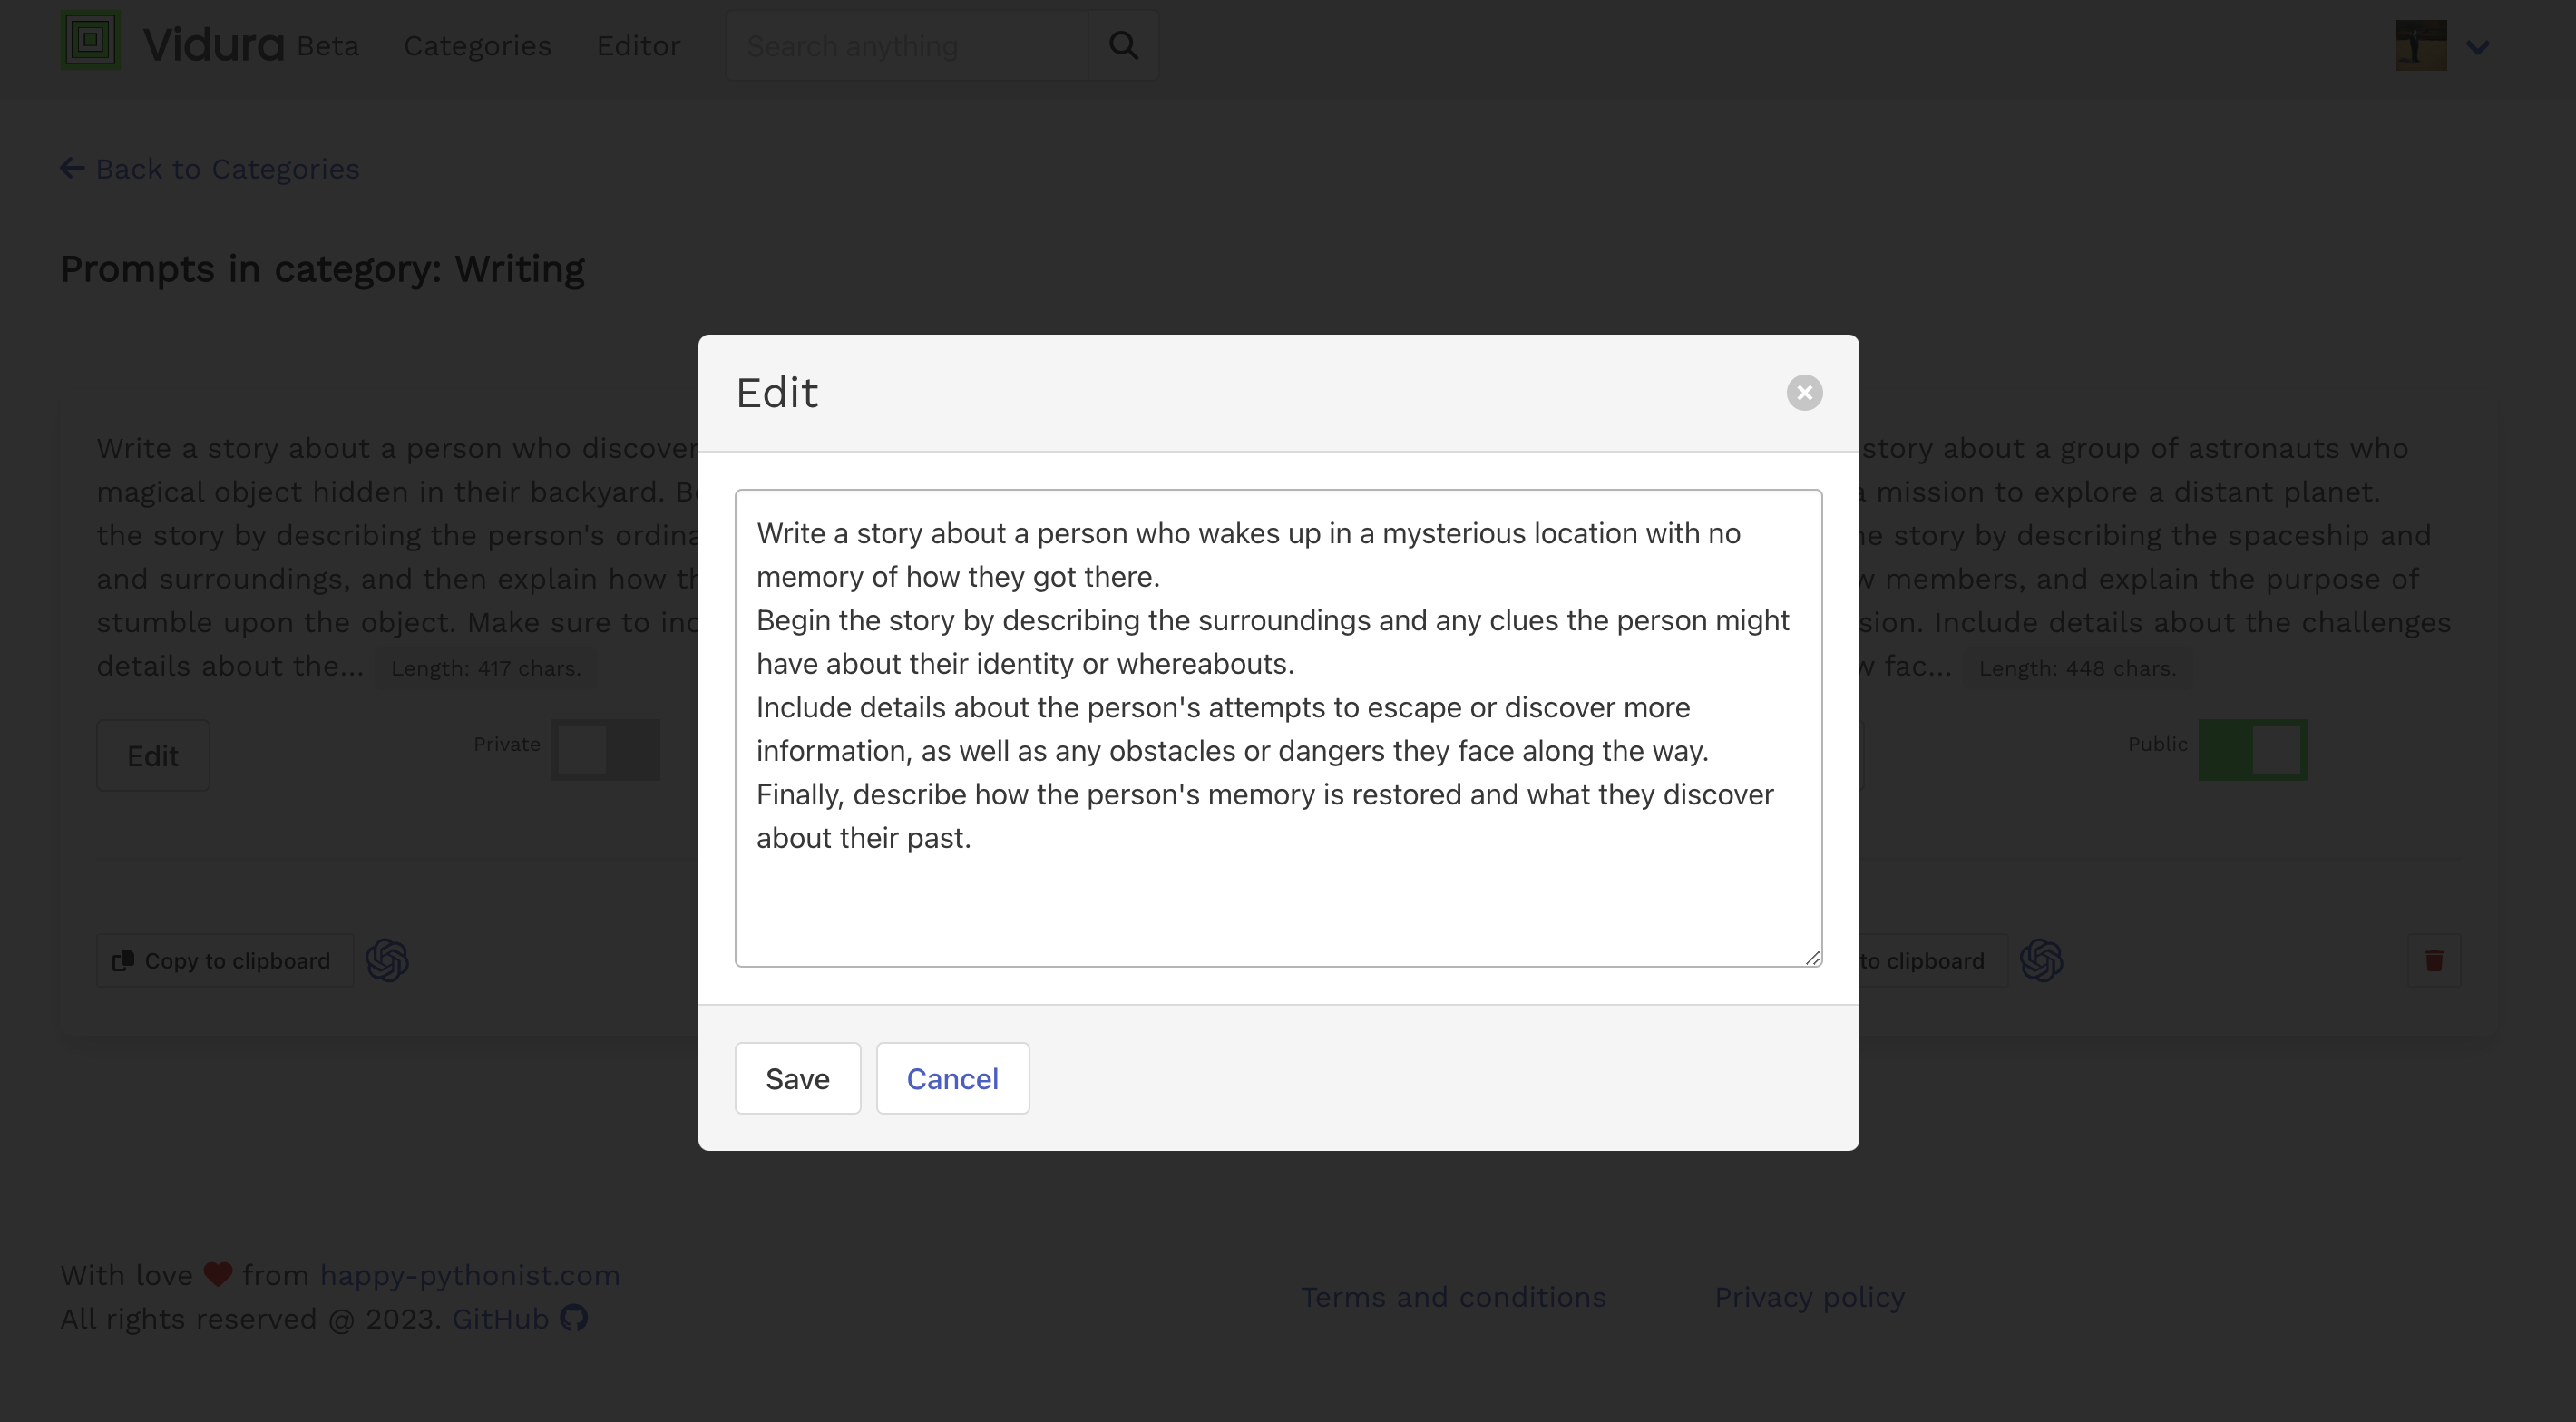 Vidura Beta Categories Editor Search anything
Back to Categories
Prompts in category: Writing
Write a story about a person who discover
magical object hidden in their backyard. Be
the story by describing the person's ordina
and surroundings, and then explain how th
stumble upon the object. Make sure to inc
details about the... Length: 417 chars.
Edit Private
Copy to clipboard
Edit
Write a story about a person who wakes up in a mysterious location with no
memory of how they got there.
Begin the story by describing the surroundings and any clues the person might
have about their identity or whereabouts.
Include details about the person's attempts to escape or discover more
information, as well as any obstacles or dangers they face along the way.
Finally, describe how the person's memory is restored and what they discover
about their past.
Save Cancel
story about a group of astronauts who
a mission to explore a distant planet.
he story by describing the spaceship and
w members, and explain the purpose of
sion. Include details about the challenges
w fac... Length: 448 chars.
Public
to clipboard
With love from happy-pythonist.com
All rights reserved @ 2023. GitHub
Terms and conditions Privacy policy